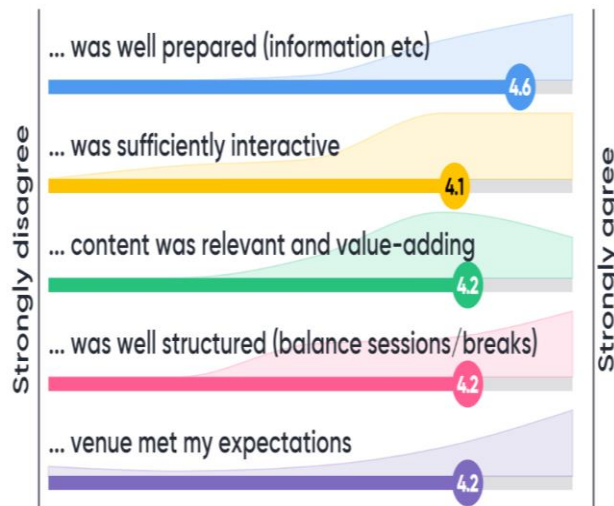 ... was well prepared (information etc)
4.6
... was sufficiently interactive
4.1
... content was relevant and value-adding
4.2
... was well structured (balance sessions/breaks)
4.2
... venue met my expectations
4.2
Strongly disagree
Strongly agree